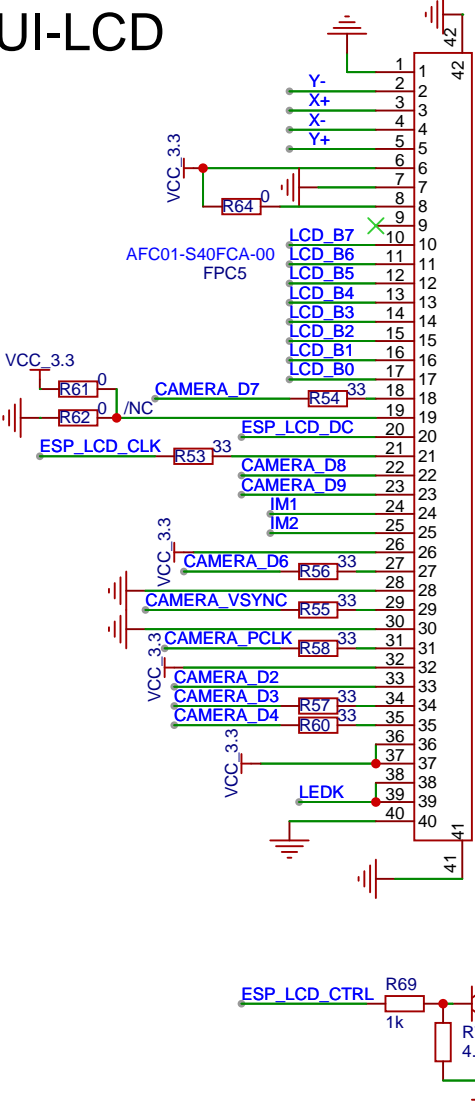 UI-LCD
42
42
1 1
Y- 2 2
X+ 3 3
X- 4 4
Y+ 5 5
VCC_3.3 6 6
7 7
R64 0 8 8
9 9
AFC01-S40FCA-00
FPC5
LCD_B7 10 10
LCD_B6 11 11
LCD_B5 12 12
LCD_B4 13 13
LCD_B3 14 14
LCD_B2 15 15
LCD_B1 16 16
LCD_B0 17 17
VCC_3.3
R61 0
CAMERA_D7 R54 33 18 18
R62 0 /NC 19 19
ESP_LCD_DC 20 20
ESP_LCD_CLK R53 33 21 21
CAMERA_D8 22 22
CAMERA_D9 23 23
IM1 24 24
IM2 25 25
VCC_3.3 26 26
CAMERA_D6 R56 33 27 27
28 28
CAMERA_VSYNC R55 33 29 29
30 30
CAMERA_PCLK R58 33 31 31
VCC_3.3 32 32
CAMERA_D2 33 33
CAMERA_D3 R57 33 34 34
CAMERA_D4 R60 33 35 35
36 36
VCC_3.3 37 37
38 38
LEDK 39 39
40 40
41
41
ESP_LCD_CTRL R69
1k
R
4.